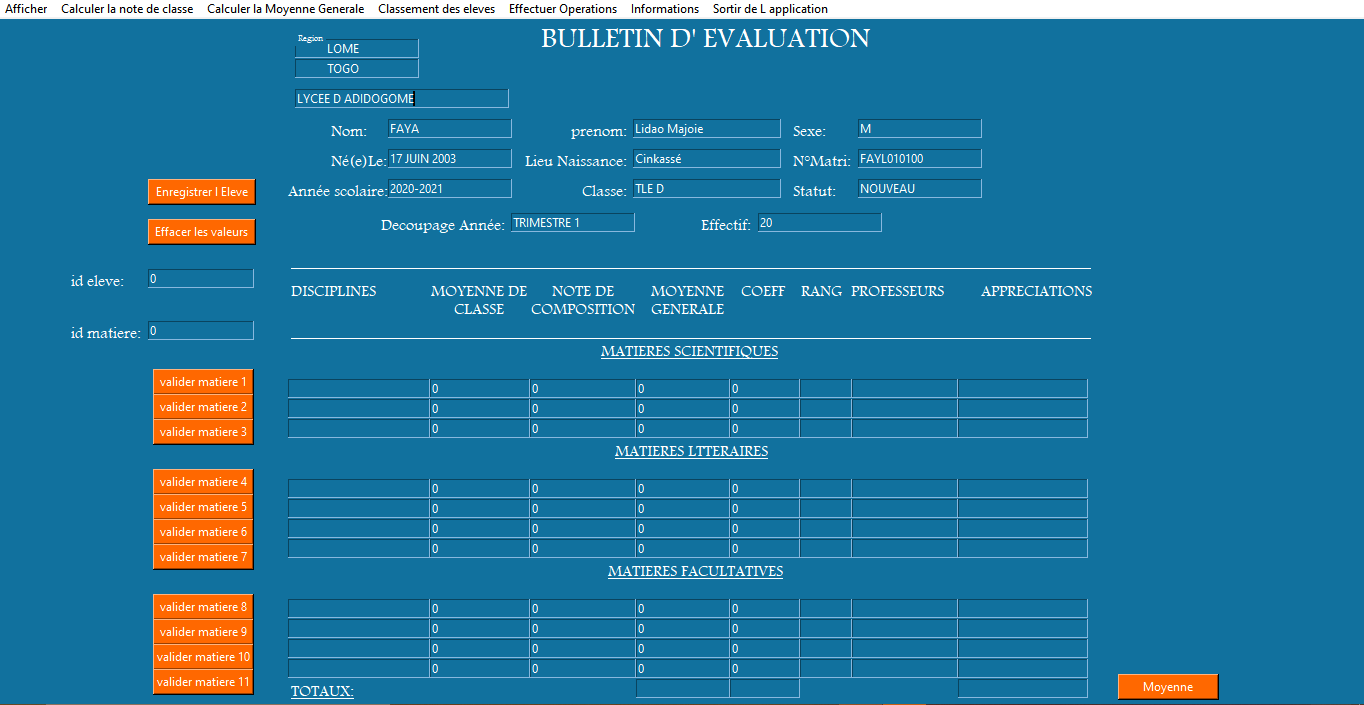 Afficher Calculer la note de classe Calculer la Moyenne Generale Classement des eleves Effectuer Operations Informations Sortir de L application
BULLETIN D' EVALUATION
Region
LOME
TOGO
LYCEE D ADIDOGOME
Nom: FAYA prenom: Lidao Majoie Sexe: M
Né(e)Le: 17 JUIN 2003 Lieu Naissance: Cinkassé N°Matri: FAYL010100
Enregistrer l Eleve Année scolaire: 2020-2021 Classe: TLE D Statut: NOUVEAU
Effacer les valeurs Decoupage Année: TRIMESTRE 1 Effectif: 20
id eleve: 0
DISCIPLINES MOYENNE DE CLASSE NOTE DE COMPOSITION MOYENNE GENERALE COEFF RANG PROFESSEURS APPRECIATIONS
id matiere: 0
MATIERES SCIENTIFIQUES
valider matiere 1 0 0 0 0
valider matiere 2 0 0 0 0
valider matiere 3 0 0 0 0
MATIERES LTTERAIRES
valider matiere 4 0 0 0 0
valider matiere 5 0 0 0 0
valider matiere 6 0 0 0 0
valider matiere 7 0 0 0 0
MATIERES FACULTATIVES
valider matiere 8 0 0 0 0
valider matiere 9 0 0 0 0
valider matiere 10 0 0 0 0
valider matiere 11 0 0 0 0
TOTAUX: Moyenne